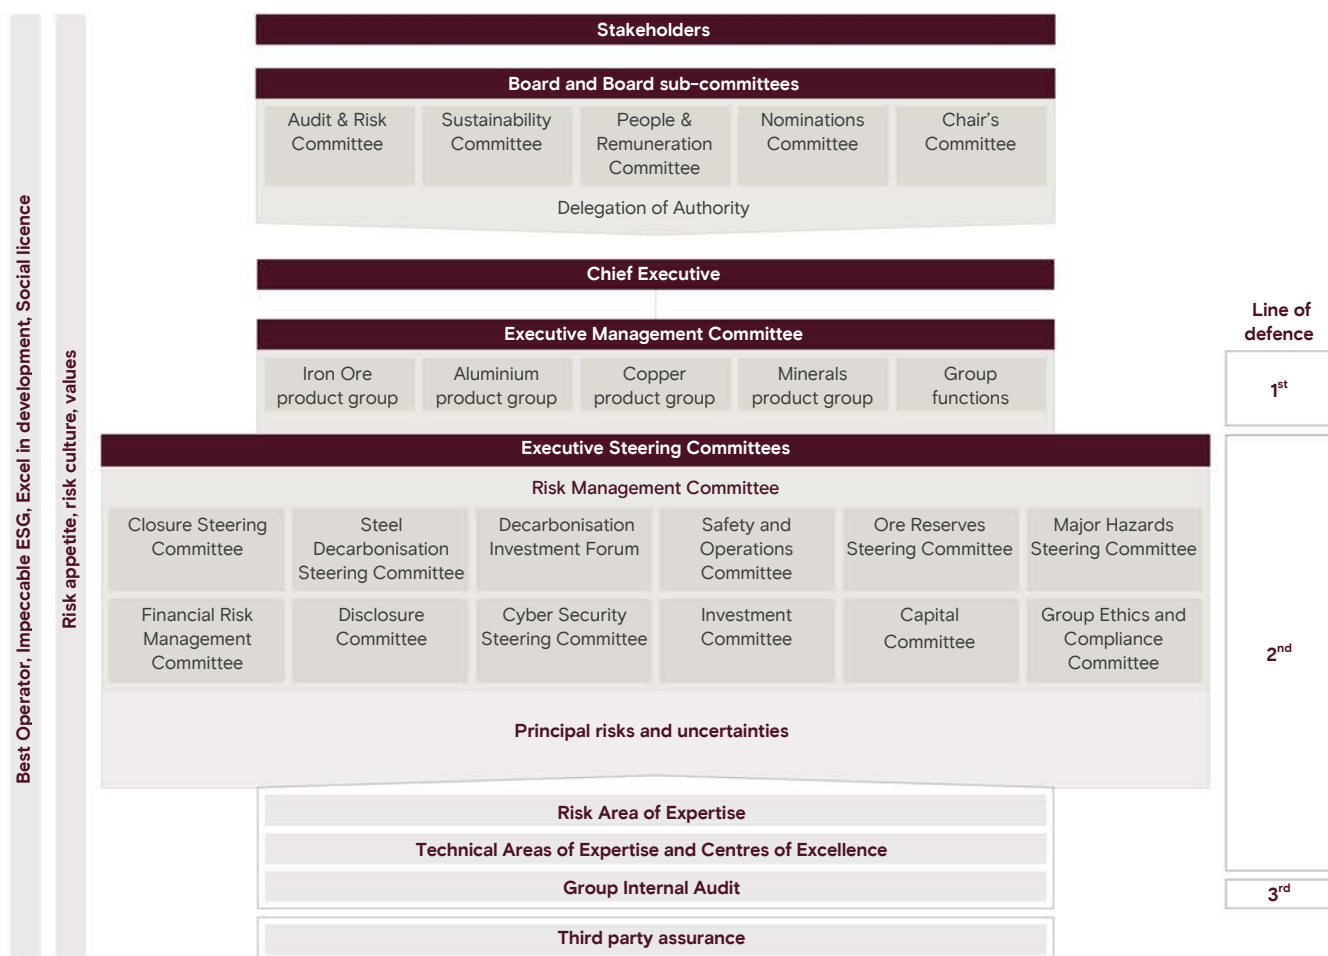 Best Operator, Impeccable ESG, Excel in development, Social licence
Risk appetite, risk culture, values
Stakeholders
Board and Board sub-committees
Audit & Risk
Committee
Sustainability
Committee
People &
Remuneration
Committee
Nominations
Committee
Chair's
Committee
Delegation of Authority
Chief Executive
Executive Management Committee
Iron Ore
product group
Aluminium
product group
Copper
product group
Minerals
product group
Group
functions
Line of
defence
1st
Executive Steering Committees
Risk Management Committee
Closure Steering
Committee
Steel
Decarbonisation
Steering Committee
Decarbonisation
Investment Forum
Safety and
Operations
Committee
Ore Reserves
Steering Committee
Major Hazards
Steering Committee
Financial Risk
Management
Committee
Disclosure
Committee
Cyber Security
Steering Committee
Investment
Committee
Capital
Committee
Group Ethics and
Compliance
Committee
2nd
Principal risks and uncertainties
Risk Area of Expertise
Technical Areas of Expertise and Centres of Excellence
Group Internal Audit
3rd
Third party assurance